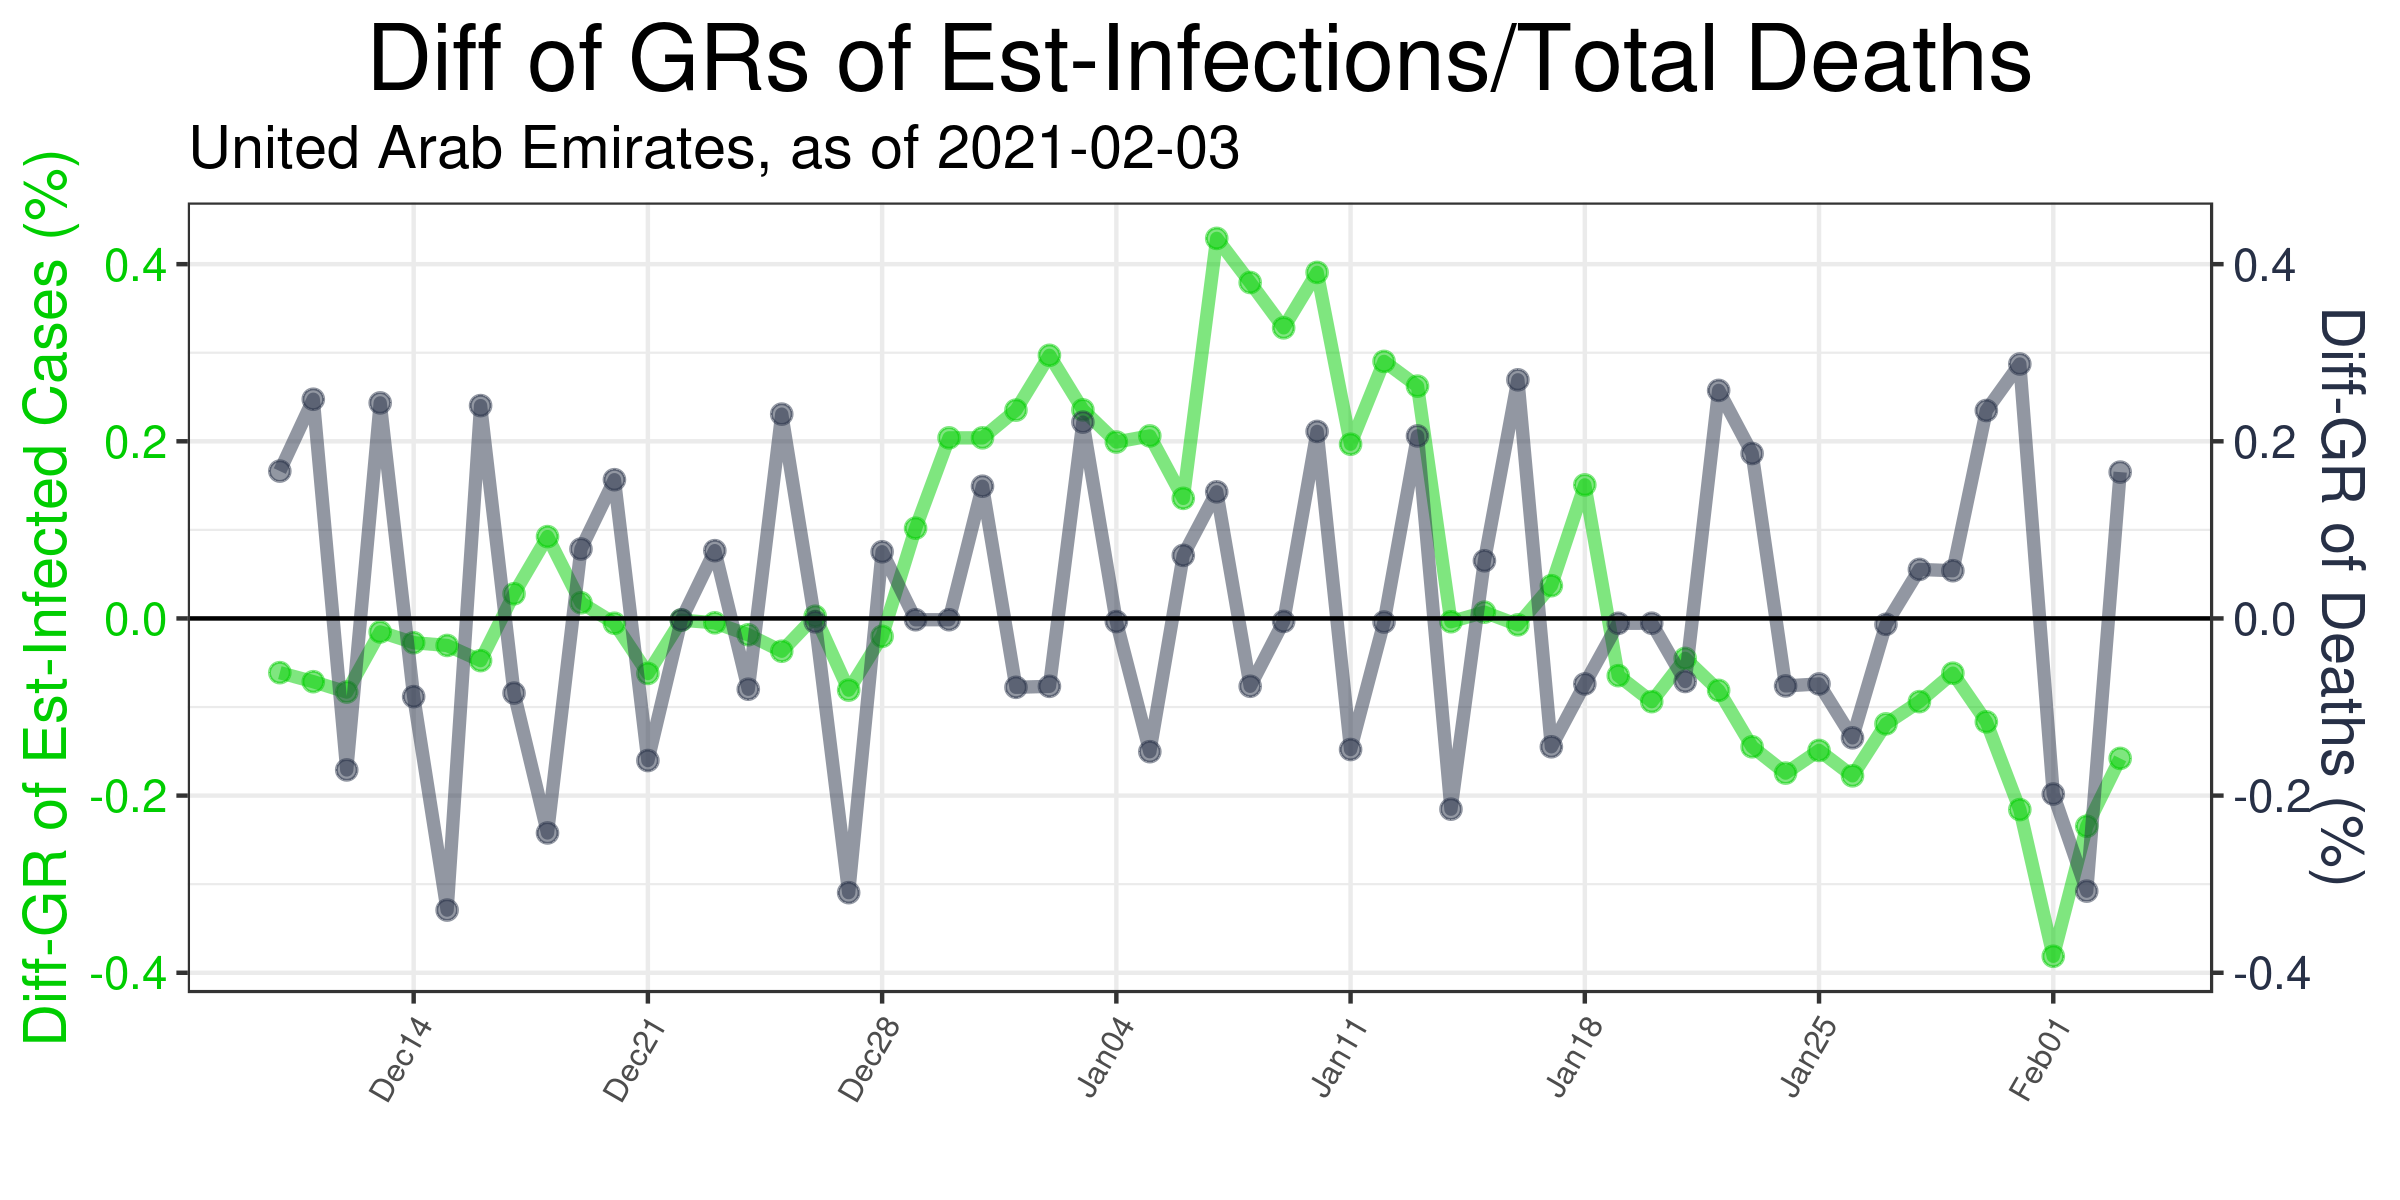 Diff of GRs of Est-Infections/Total Deaths
United Arab Emirates, as of 2021-02-03
Diff-GR of Est-Infected Cases (%)
0.4
0.2
0.0
-0.2
-0.4
0.4
0.2
0.0
-0.2
-0.4
Diff-GR of Deaths (%)
Dec14
Dec21
Dec28
Jan04
Jan11
Jan18
Jan25
Feb01